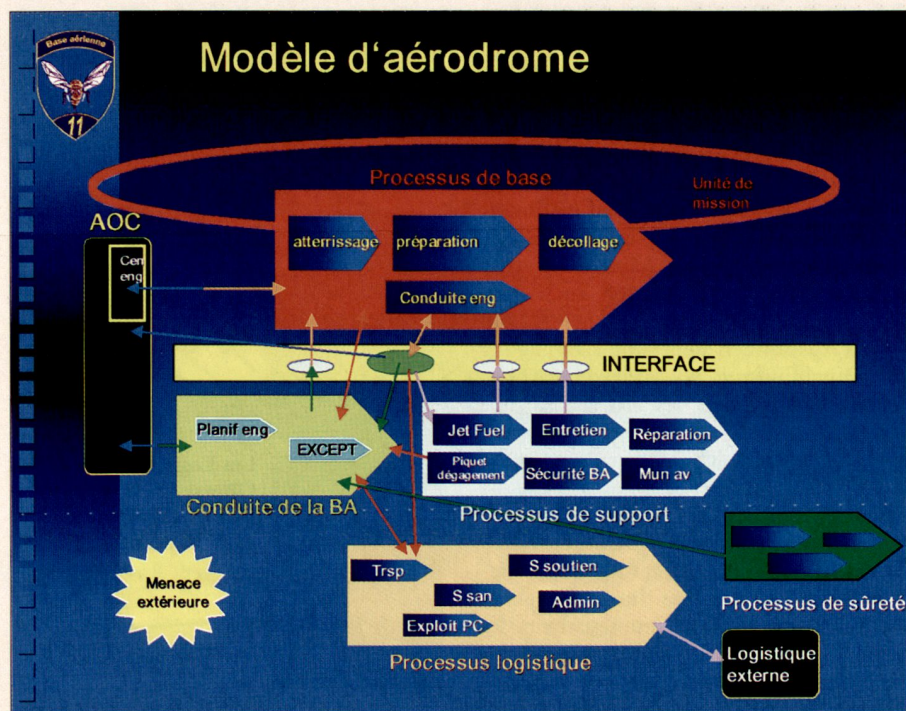 Base aérienne
11
Modèle d'aérodrome
Processus de base
Unité de
mission
AOC
Cen
eng
atterrissage
préparation
décollage
Conduite eng
INTERFACE
Planif eng
EXCEPT
Conduite de la BA
Jet Fuel
Entretien
Réparation
Piquet
dégagement
Sécurité BA
Mun av
Processus de support
Menace
extérieure
Trsp
S soutien
S san
Admin
Exploit PC
Processus logistique
Processus de sûreté
Logistique
externe